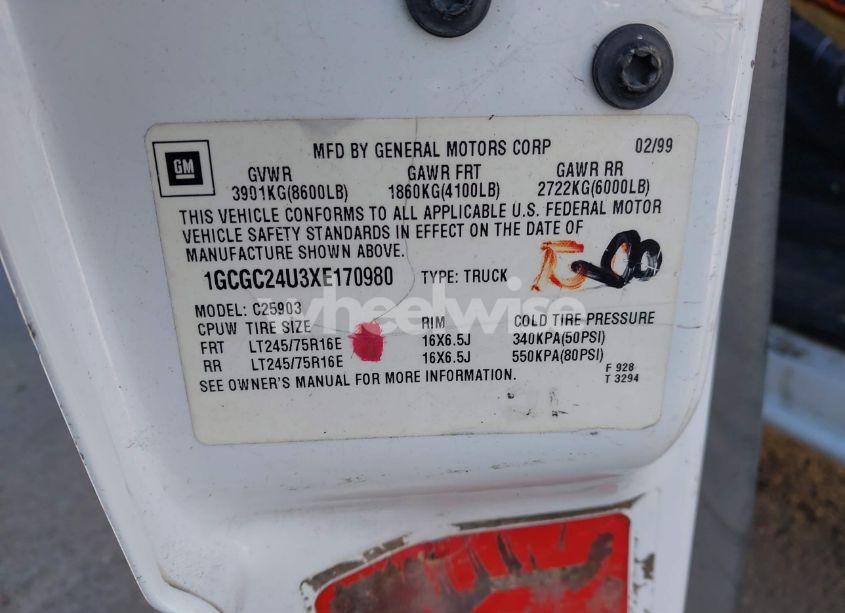 GM
MFD BY GENERAL MOTORS CORP 02/99
GVWR GAWR FRT GAWR RR
3901KG(8600LB) 1860KG(4100LB) 2722KG(6000LB)
THIS VEHICLE CONFORMS TO ALL APPLICABLE U.S. FEDERAL MOTOR
VEHICLE SAFETY STANDARDS IN EFFECT ON THE DATE OF
MANUFACTURE SHOWN ABOVE.
1GCGC24U3XE170980 TYPE: TRUCK
MODEL: C25903
wheelwise
CPUW TIRE SIZE RIM COLD TIRE PRESSURE
FRT LT245/75R16E 16X6.5J 340KPA(50PSI)
RR LT245/75R16E 16X6.5J 550KPA(80PSI)
SEE OWNER'S MANUAL FOR MORE INFORMATION.
F 928
T 3294